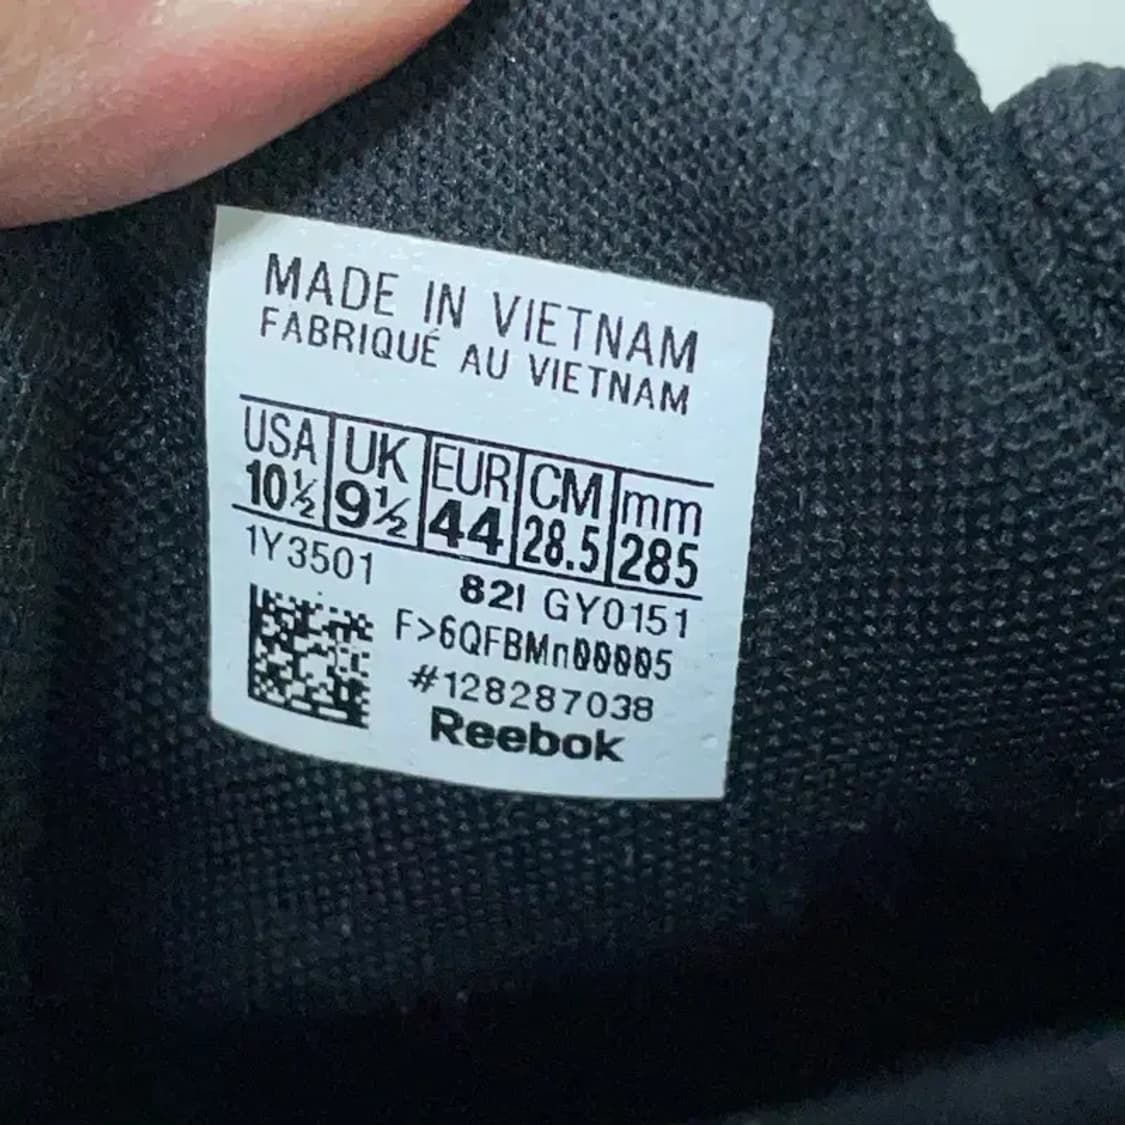 MADE IN VIETNAM
FABRIQUÉ AU VIETNAM
USA UK EUR CM mm
10½ 9½ 44 28.5 285
1Y3501 82I GY0151
F>6QFBMn00005
#128287038
Reebok